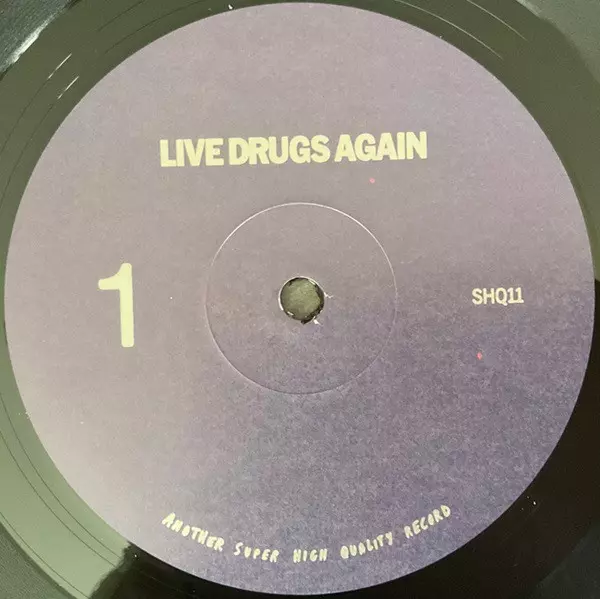 LIVE DRUGS AGAIN
1
SHQ11
ANOTHER SUPER HIGH QUALITY RECORD